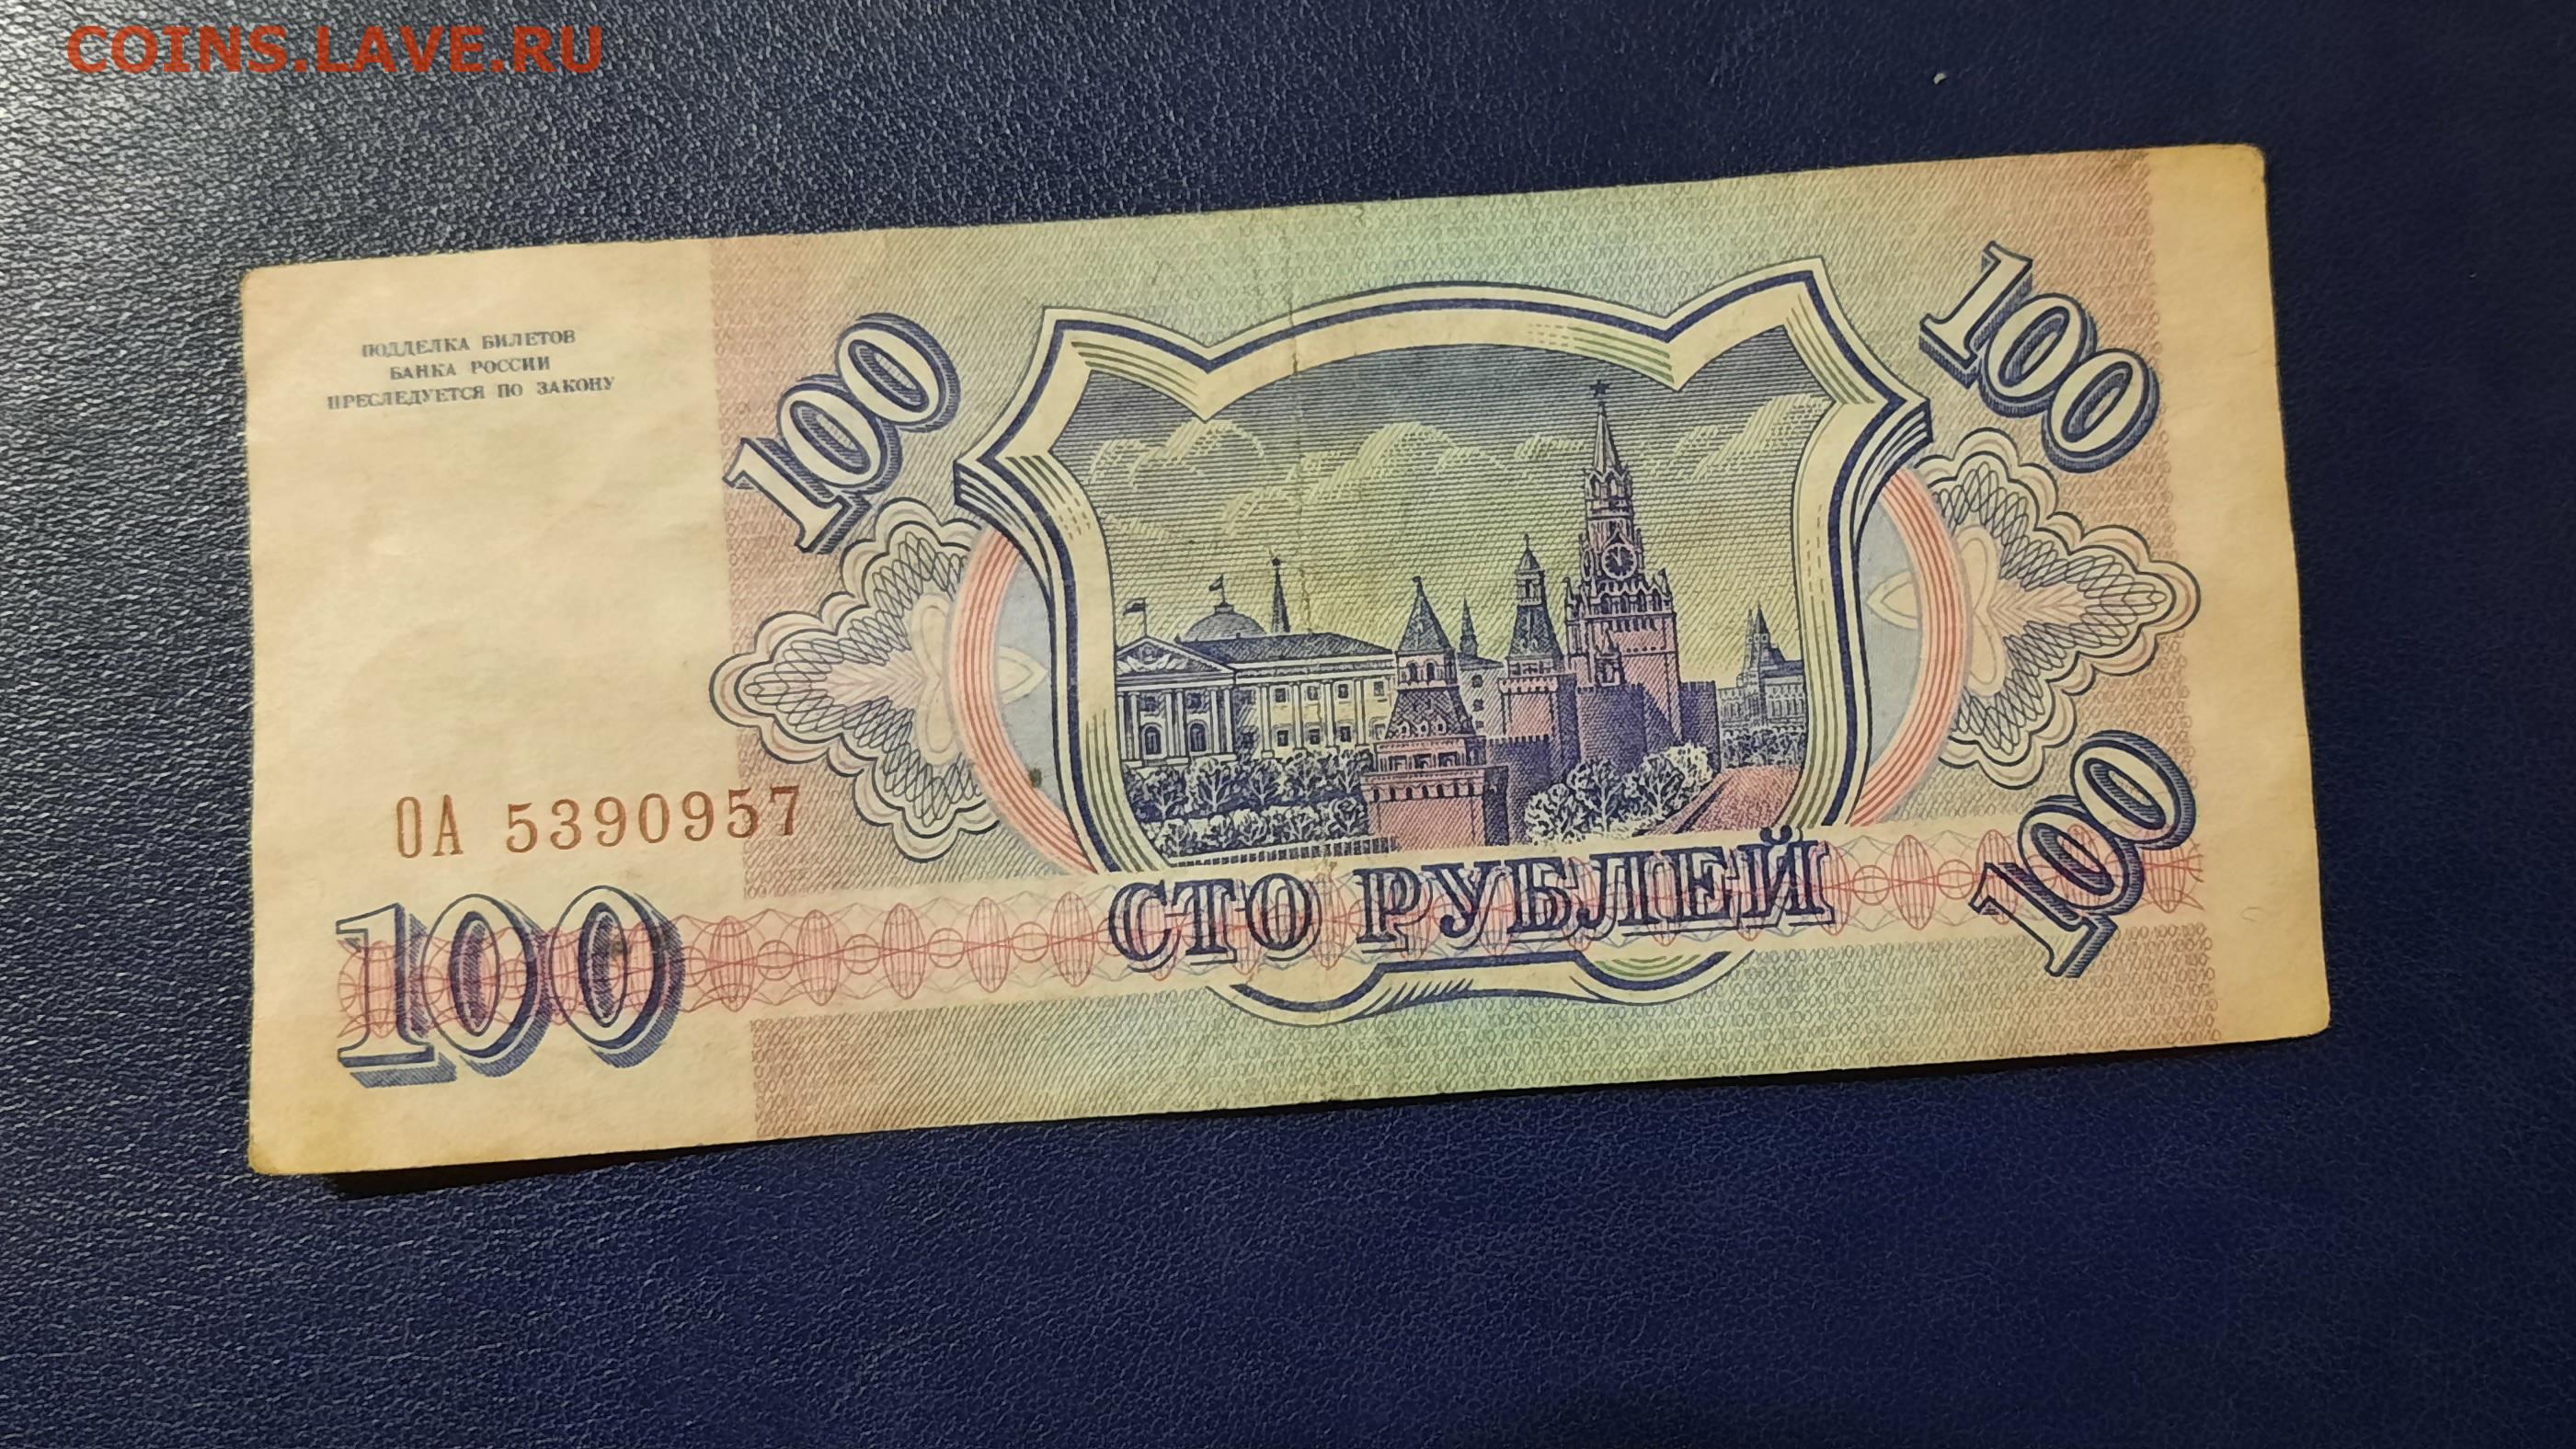 COINS.LAVE.RU
ПОДДЕЛКА БИЛЕТОВ
БАНКА РОССИИ
ПРЕСЛЕДУЕТСЯ ПО ЗАКОНУ
100
100
ОА 5390957
100
СТО РУБЛЕЙ
100